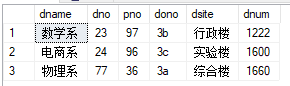 dname dno pno dono dsite dnum
1 数学系 23 97 3b 行政楼 1222
2 电商系 24 96 3c 实验楼 1600
3 物理系 77 36 3a 综合楼 1660